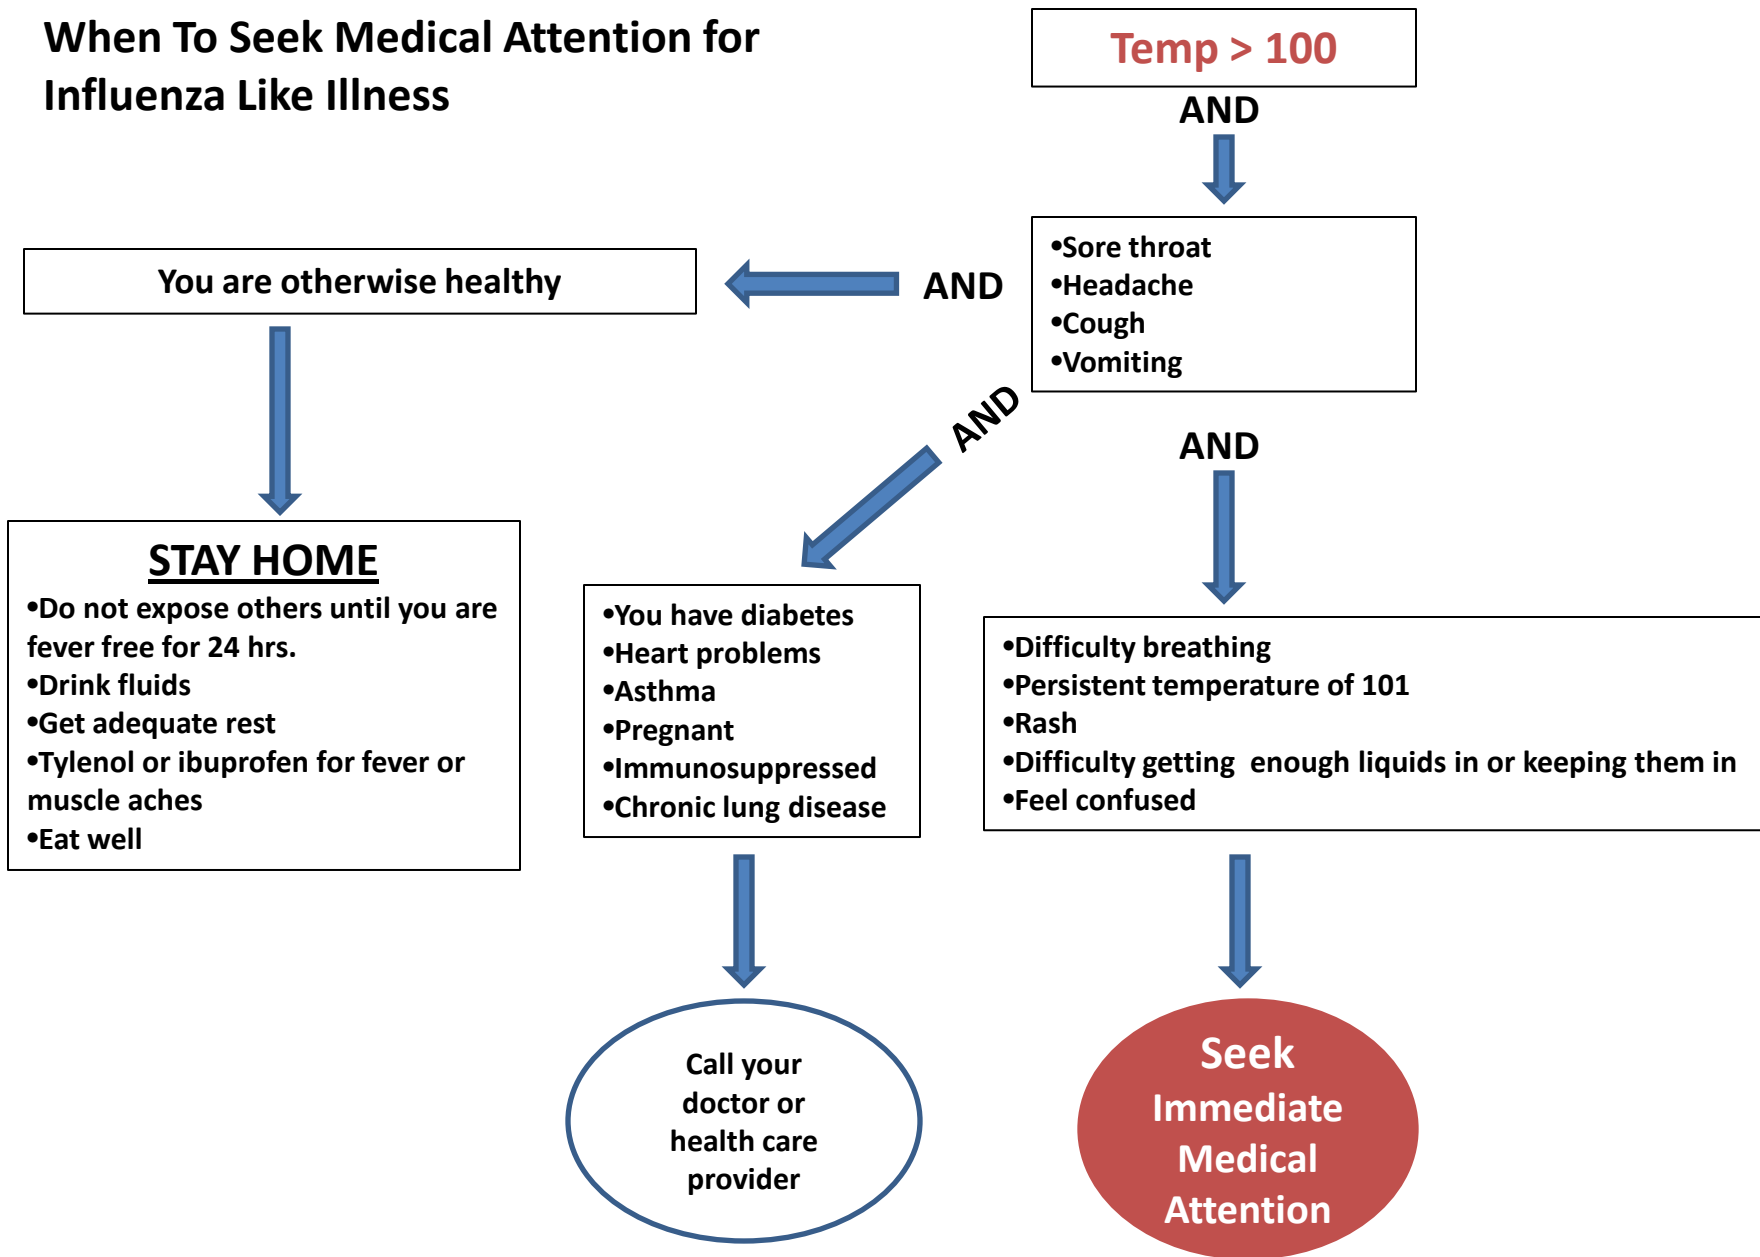 When To Seek Medical Attention for
Influenza Like Illness
Temp > 100
AND
•Sore throat
•Headache
•Cough
•Vomiting
AND
You are otherwise healthy
STAY HOME
•Do not expose others until you are
fever free for 24 hrs.
•Drink fluids
•Get adequate rest
•Tylenol or ibuprofen for fever or
muscle aches
•Eat well
AND
•You have diabetes
•Heart problems
•Asthma
•Pregnant
•Immunosuppressed
•Chronic lung disease
Call your
doctor or
health care
provider
AND
•Difficulty breathing
•Persistent temperature of 101
•Rash
•Difficulty getting  enough liquids in or keeping them in
•Feel confused
Seek
Immediate
Medical
Attention